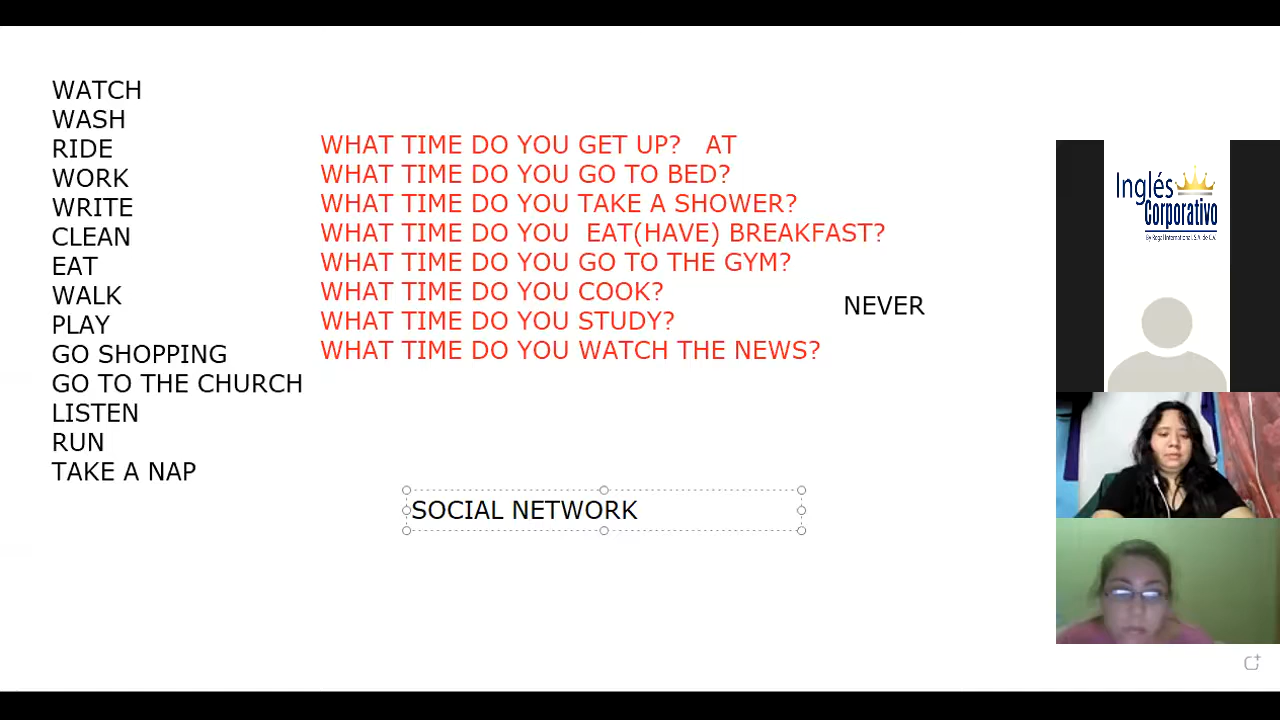 WATCH
WASH
RIDE
WORK
WRITE
CLEAN
EAT
WALK
PLAY
GO SHOPPING
GO TO THE CHURCH
LISTEN
RUN
TAKE A NAP
WHAT TIME DO YOU GET UP? AT
WHAT TIME DO YOU GO TO BED?
WHAT TIME DO YOU TAKE A SHOWER?
WHAT TIME DO YOU EAT(HAVE) BREAKFAST?
WHAT TIME DO YOU GO TO THE GYM?
WHAT TIME DO YOU COOK?
WHAT TIME DO YOU STUDY?
WHAT TIME DO YOU WATCH THE NEWS?
NEVER
SOCIAL NETWORK
Inglés
Corporativo
By Regal International, S.A. de C.V.